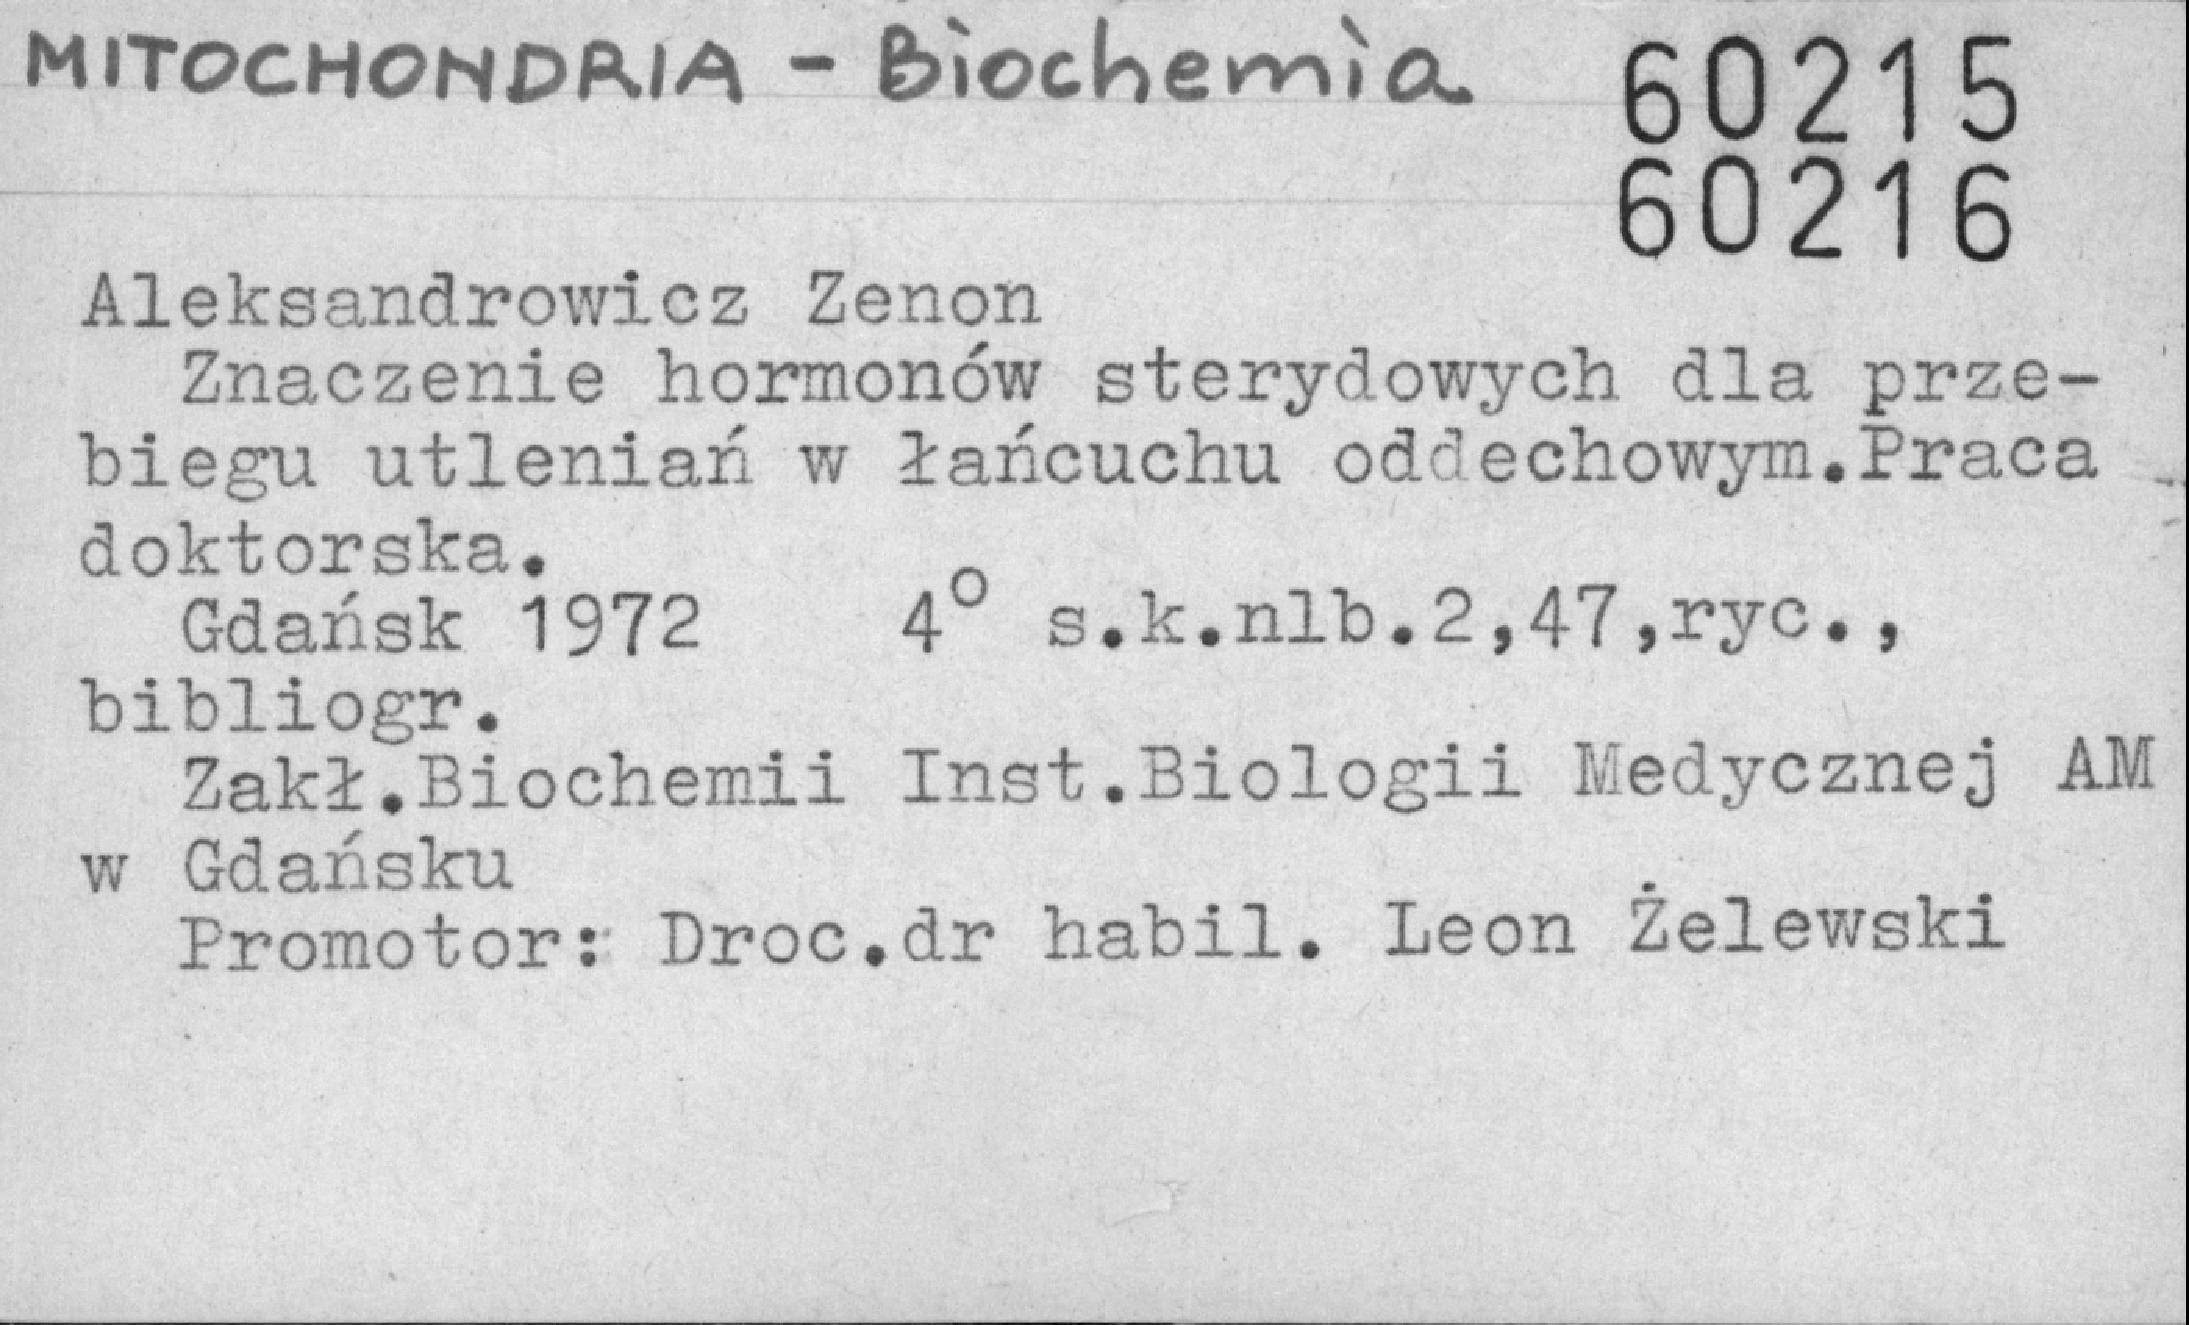 MITOCHONDRIA - Biochemia
60215
60216
Aleksandrowicz Zenon
Znaczenie hormonów sterydowych dla prze-
biegu utleniań w łańcuchu oddechowym.Praca
doktorska.
Gdańsk 1972 4° s.k.nlb.2,47,ryc.,
bibliogr.
Zakł.Biochemii Inst.Biologii Medycznej AM
w Gdańsku
Promotor: Droc.dr habil. Leon Żelewski